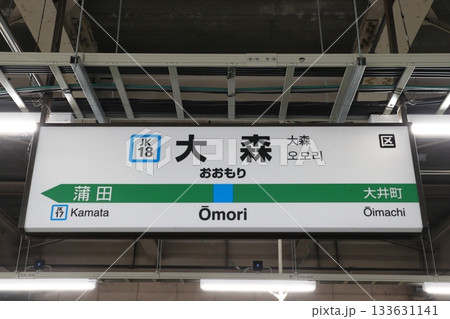 JK
18
大森
おおもり
大森
오모리
区
蒲田
大井町
JK
17
Kamata
Ōmori
Ōimachi
133631141